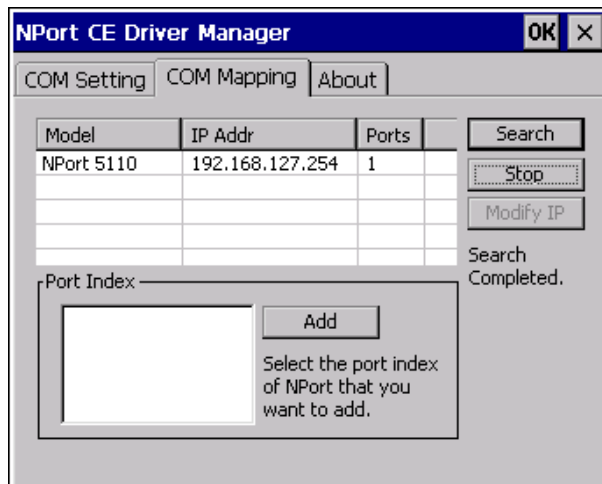 NPort CE Driver Manager OK ×
COM Setting COM Mapping About
Model IP Addr Ports
NPort 5110 192.168.127.254 1
Search
Stop
Modify IP
Search
Completed.
Port Index
Add
Select the port index
of NPort that you
want to add.